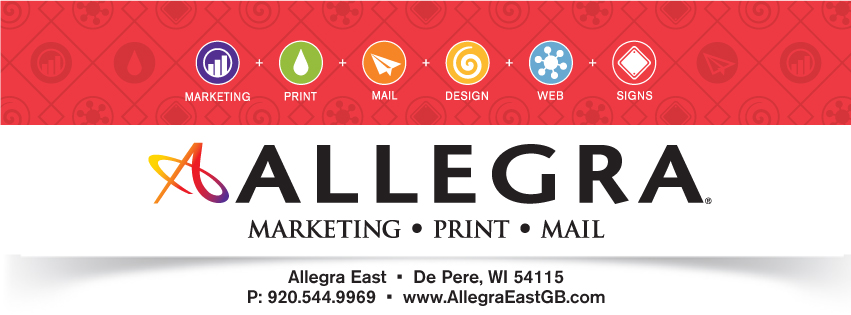 MARKETING + PRINT + MAIL + DESIGN + WEB + SIGNS
ALLEGRA®
MARKETING • PRINT • MAIL
Allegra East ▪ De Pere, WI 54115
P: 920.544.9969 ▪ www.AllegraEastGB.com